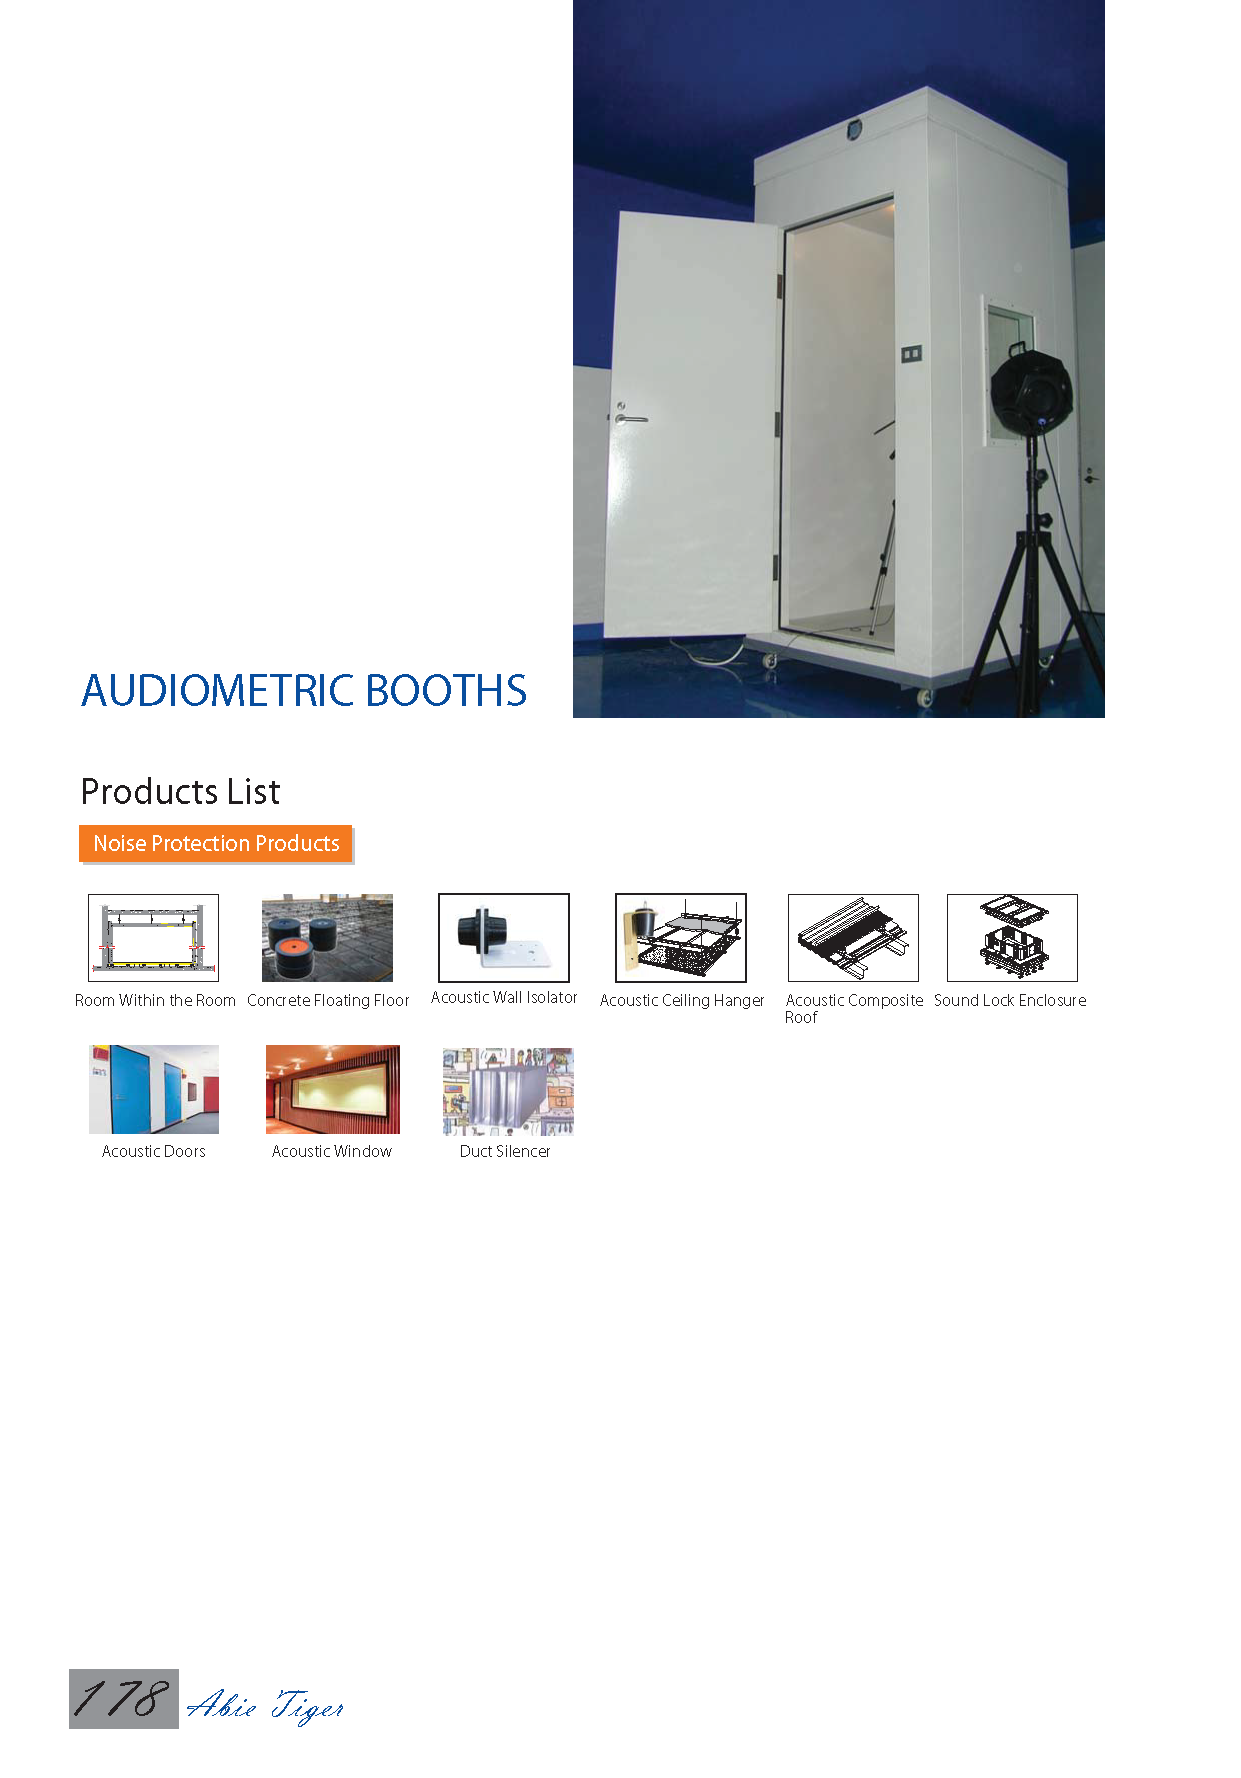 AUDIOMETRIC BOOTHS
Products List
Noise Protection Products
Room Within the Room
Concrete Floating Floor
Acoustic Wall Isolator
Acoustic Ceiling Hanger
Acoustic Composite
Roof
Sound Lock Enclosure
Acoustic Doors
Acoustic Window
Duct Silencer
178
Abie Tiger